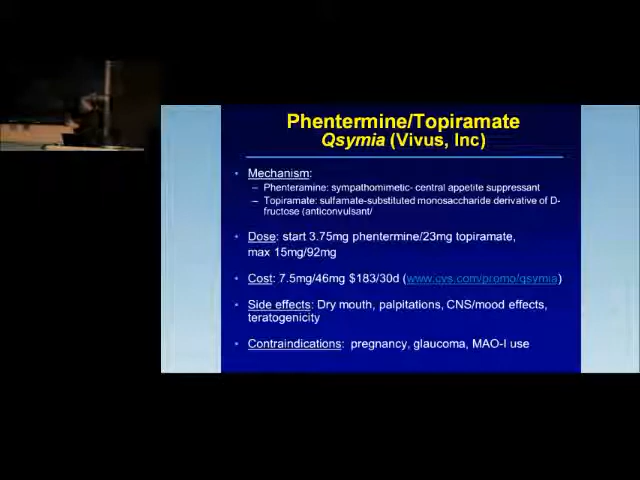 Phentermine/Topiramate
Qsymia (Vivus, Inc)
• Mechanism:
– Phenteramine: sympathomimetic- central appetite suppressant
– Topiramate: sulfamate-substituted monosaccharide derivative of D-
fructose (anticonvulsant/
• Dose: start 3.75mg phentermine/23mg topiramate,
max 15mg/92mg
• Cost: 7.5mg/46mg $183/30d (www.cvs.com/promo/qsymia)
• Side effects: Dry mouth, palpitations, CNS/mood effects,
teratogenicity
• Contraindications: pregnancy, glaucoma, MAO-I use